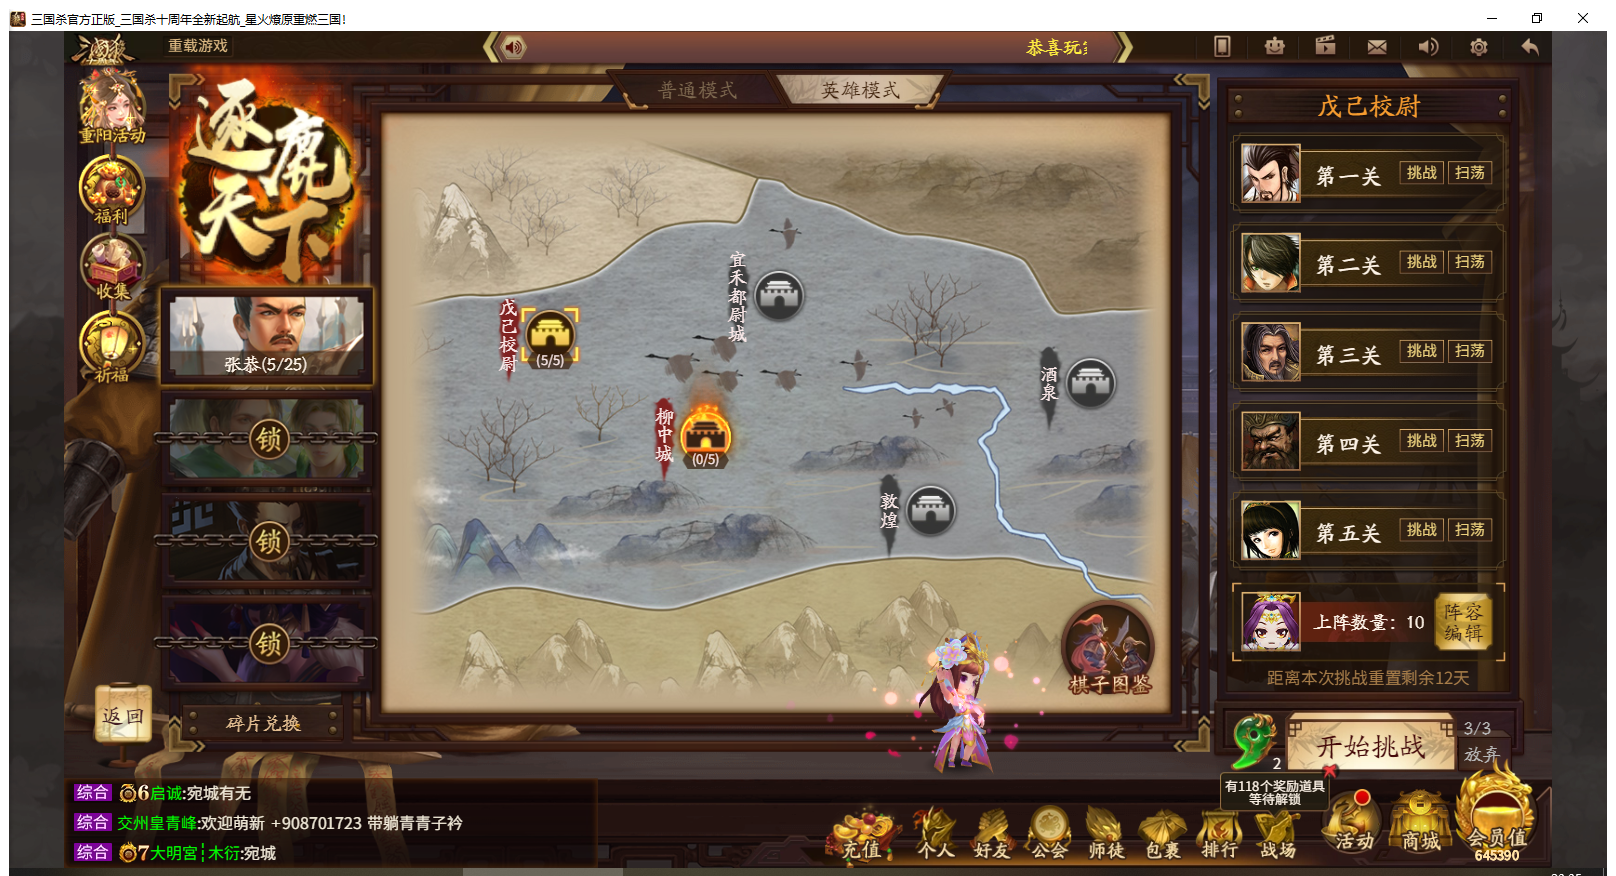 三国杀官方正版_三国杀十周年全新起航_星火燎原重燃三国!
三国杀
重载游戏
恭喜玩
重阳活动
福利
收集
祈福
逐鹿天下
普通模式
英雄模式
张恭(5/25)
锁
锁
锁
返回
碎片兑换
戊己校尉
(5/5)
宜禾都尉城
柳中城
(0/5)
酒泉
敦煌
棋子图鉴
戊己校尉
第一关 挑战 扫荡
第二关 挑战 扫荡
第三关 挑战 扫荡
第四关 挑战 扫荡
第五关 挑战 扫荡
上阵数量：10
阵容编辑
距离本次挑战重置剩余12天
2
开始挑战
3/3
放弃
有118个奖励道具
等待解锁
综合 6启诚:宛城有无
综合 交州皇青峰:欢迎萌新 +908701723 带躺青青子衿
综合 7大明宫¦木衍:宛城
充值
个人
好友
公会
师徒
包裹
排行
战场
活动
商城
会员值
645390